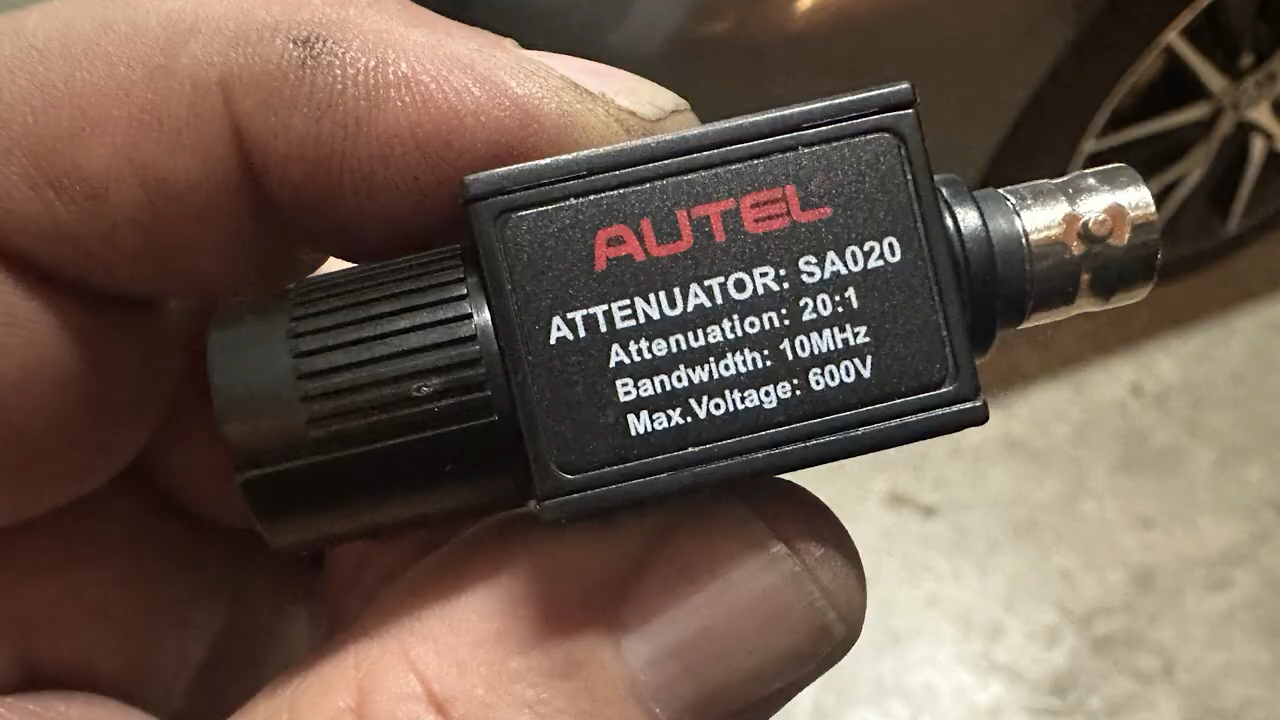 AUTEL
ATTENUATOR: SA020
Attenuation: 20:1
Bandwidth: 10MHz
Max.Voltage: 600V